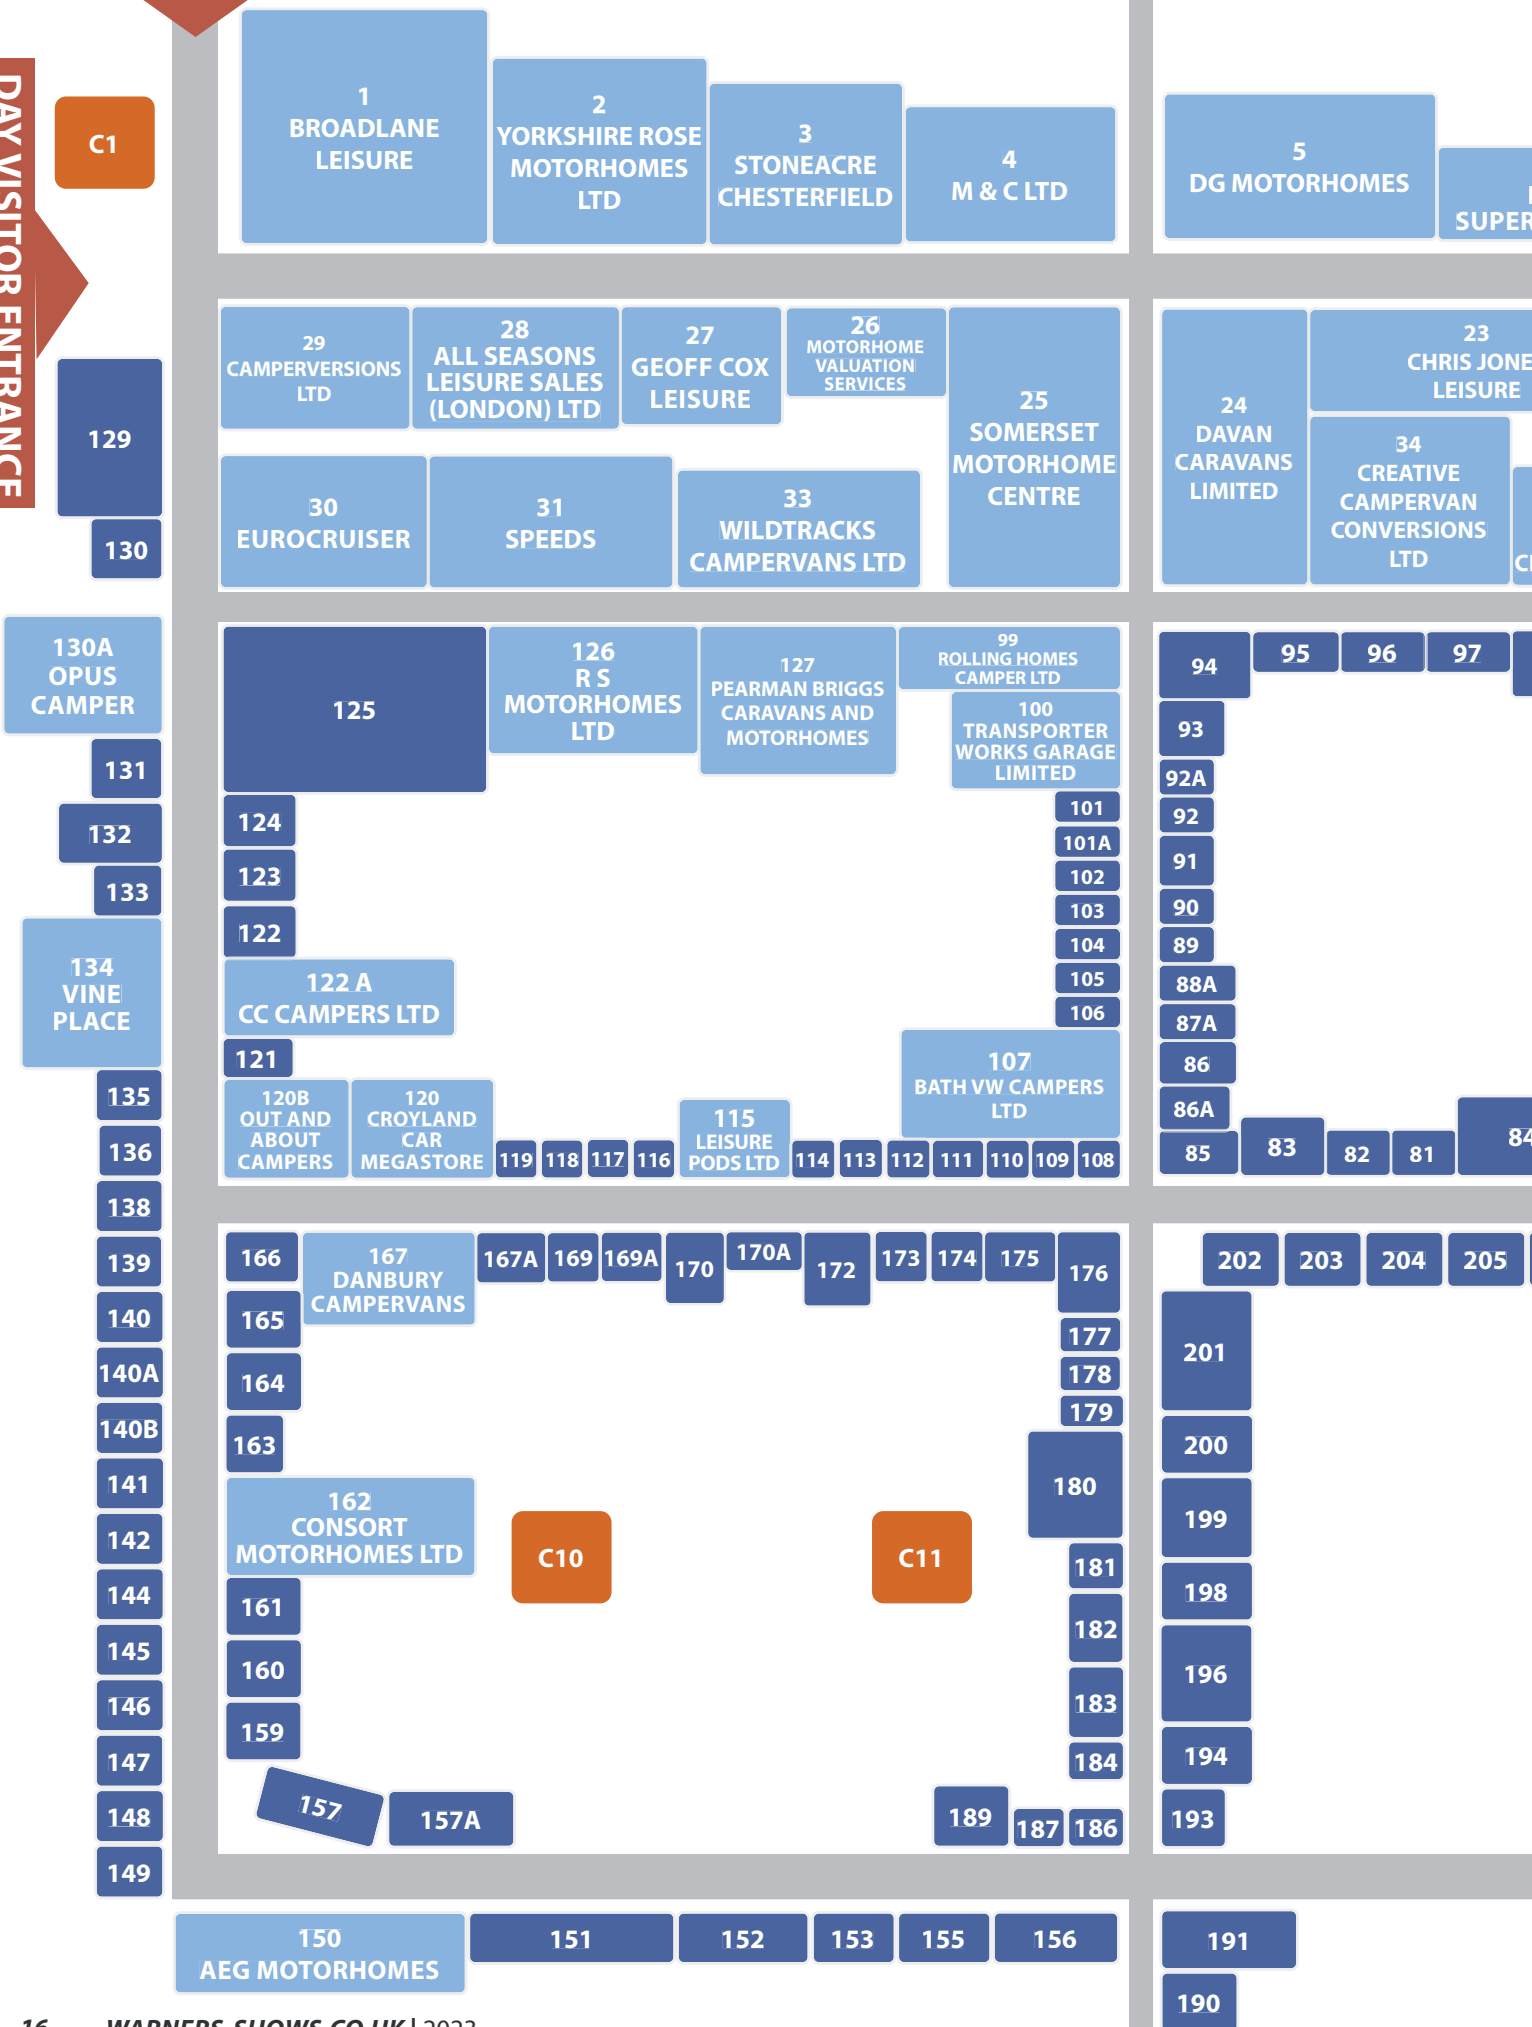 DAY VISITOR ENTRANCE
C1
1
BROADLANE
LEISURE
2
YORKSHIRE ROSE
MOTORHOMES
LTD
3
STONEACRE
CHESTERFIELD
4
M & C LTD
5
DG MOTORHOMES
SUPER
29
CAMPERVERSIONS
LTD
28
ALL SEASONS
LEISURE SALES
(LONDON) LTD
27
GEOFF COX
LEISURE
26
MOTORHOME
VALUATION
SERVICES
25
SOMERSET
MOTORHOME
CENTRE
24
DAVAN
CARAVANS
LIMITED
23
CHRIS JONE
LEISURE
34
CREATIVE
CAMPERVAN
CONVERSIONS
LTD
30
EUROCRUISER
31
SPEEDS
33
WILDTRACKS
CAMPERVANS LTD
129
130
130A
OPUS
CAMPER
131
132
133
134
VINE
PLACE
135
136
138
139
140
140A
140B
141
142
144
145
146
147
148
149
125
126
R S
MOTORHOMES
LTD
127
PEARMAN BRIGGS
CARAVANS AND
MOTORHOMES
99
ROLLING HOMES
CAMPER LTD
100
TRANSPORTER
WORKS GARAGE
LIMITED
124
123
122
122 A
CC CAMPERS LTD
121
120B
OUT AND
ABOUT
CAMPERS
120
CROYLAND
CAR
MEGASTORE
119
118
117
116
115
LEISURE
PODS LTD
114
113
112
111
110
109
108
101
101A
102
103
104
105
106
107
BATH VW CAMPERS
LTD
94
95
96
97
93
92A
92
91
90
89
88A
87A
86
86A
85
83
82
81
84
166
167
DANBURY
CAMPERVANS
167A
169
169A
170
170A
172
173
174
175
176
165
164
163
162
CONSORT
MOTORHOMES LTD
161
160
159
157
157A
C10
C11
177
178
179
180
181
182
183
184
189
187
186
202
203
204
205
201
200
199
198
196
194
193
150
AEG MOTORHOMES
151
152
153
155
156
191
190
16 WARNERS-SHOWS.CO.UK | 2023